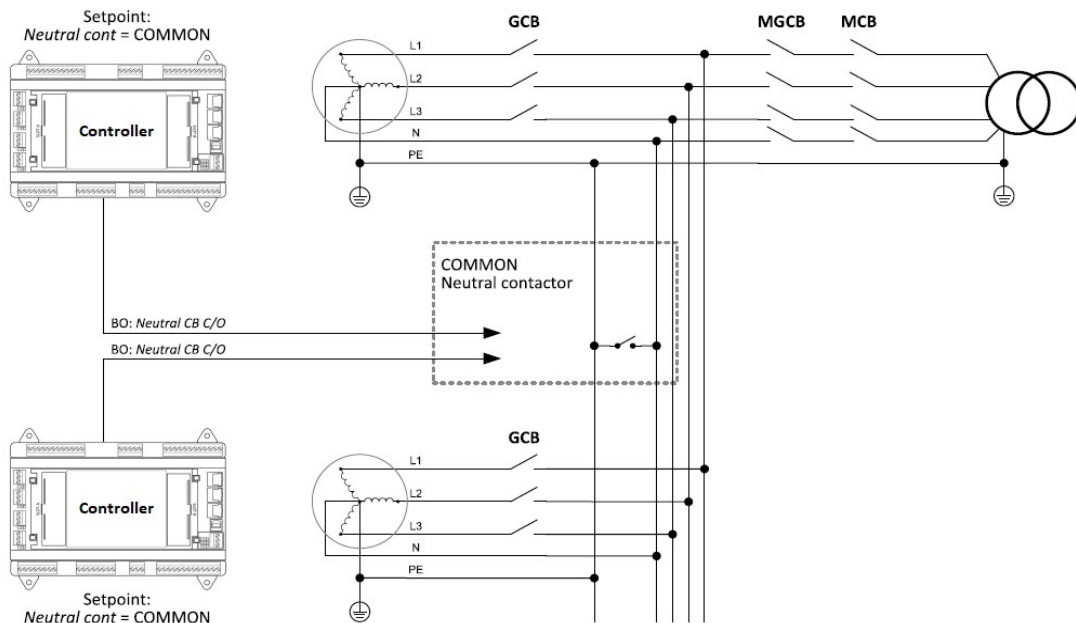 Setpoint:
Neutral cont = COMMON
Controller
GCB
MGCB
MCB
L1
L2
L3
N
PE
COMMON
Neutral contactor
BO: Neutral CB C/O
BO: Neutral CB C/O
GCB
L1
L2
L3
N
PE
Controller
Setpoint:
Neutral cont = COMMON